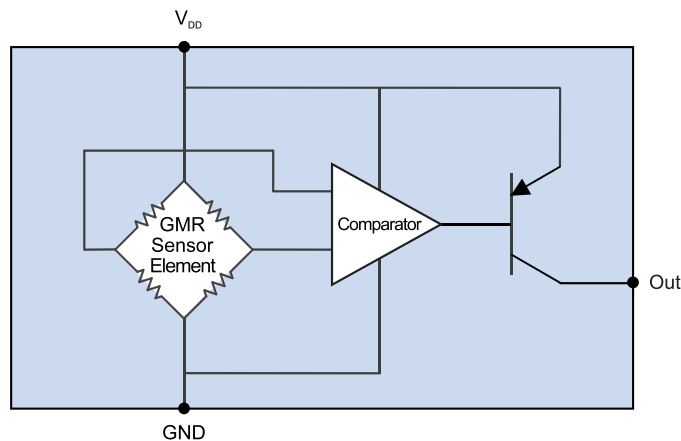 VDD
GMR
Sensor
Element
Comparator
Out
GND